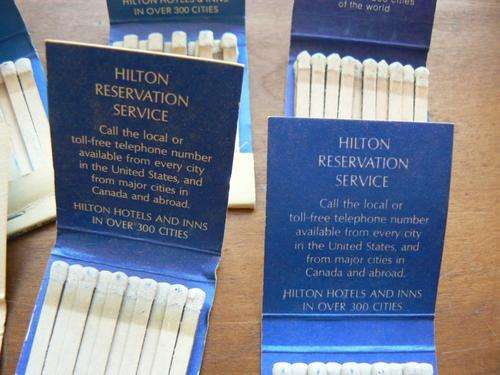 HILTON HOTELS & INNS
IN OVER 300 CITIES
cities
of the world
HILTON
RESERVATION
SERVICE
Call the local or
toll-free telephone number
available from every city
in the United States, and
from major cities in
Canada and abroad.
HILTON HOTELS AND INNS
IN OVER 300 CITIES
HILTON
RESERVATION
SERVICE
Call the local or
toll-free telephone number
available from every city
in the United States, and
from major cities in
Canada and abroad.
HILTON HOTELS AND INNS
IN OVER 300 CITIES